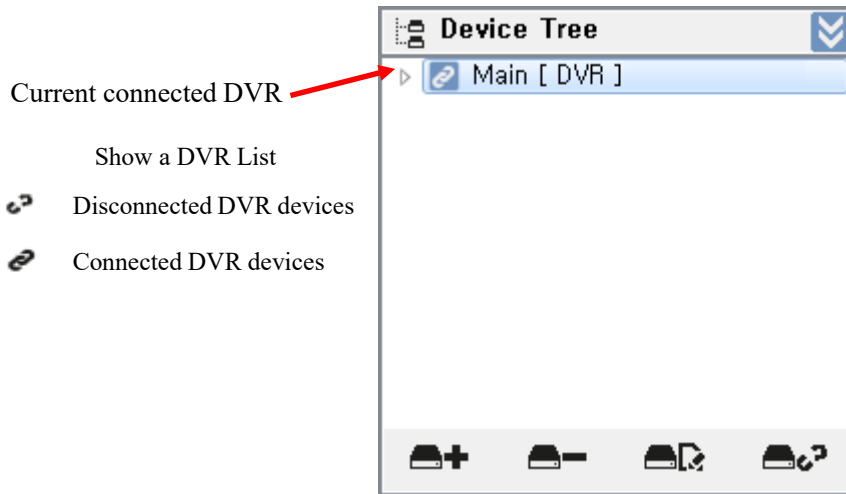 Device Tree
Main [ DVR ]
Current connected DVR
Show a DVR List
Disconnected DVR devices
Connected DVR devices